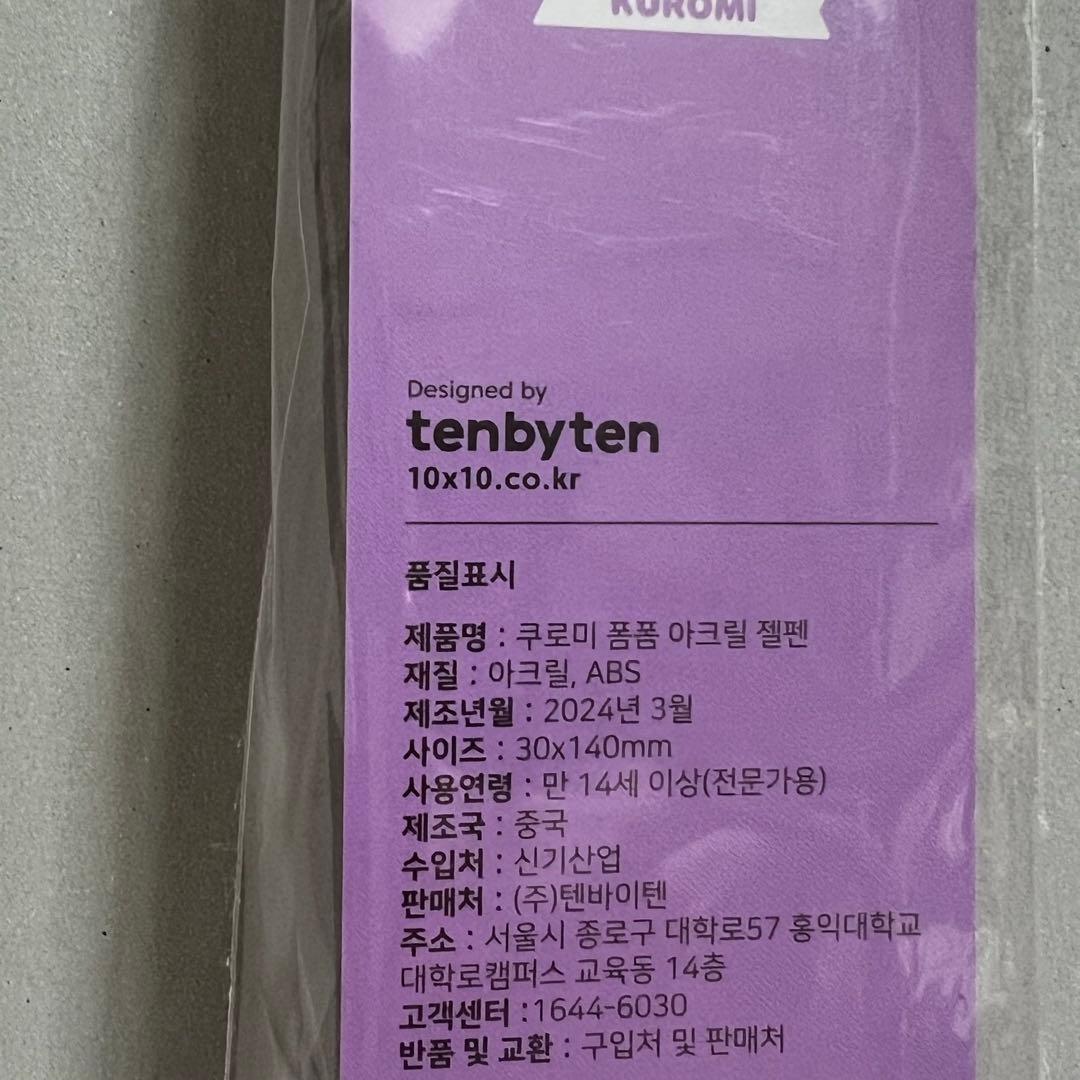 KUROMI
Designed by
tenbyten
10x10.co.kr
품질표시
제품명 : 쿠로미 폼폼 아크릴 젤펜
재질 : 아크릴, ABS
제조년월 : 2024년 3월
사이즈 : 30x140mm
사용연령 : 만 14세 이상(전문가용)
제조국 : 중국
수입처 : 신기산업
판매처 : (주)텐바이텐
주소 : 서울시 종로구 대학로57 홍익대학교
대학로캠퍼스 교육동 14층
고객센터 :1644-6030
반품 및 교환 : 구입처 및 판매처